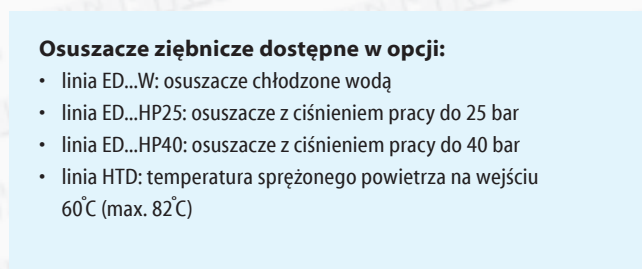 Osuszacze ziębnicze dostępne w opcji:
• linia ED...W: osuszacze chłodzone wodą
• linia ED...HP25: osuszacze z ciśnieniem pracy do 25 bar
• linia ED...HP40: osuszacze z ciśnieniem pracy do 40 bar
• linia HTD: temperatura sprężonego powietrza na wejściu
60°C (max. 82°C)